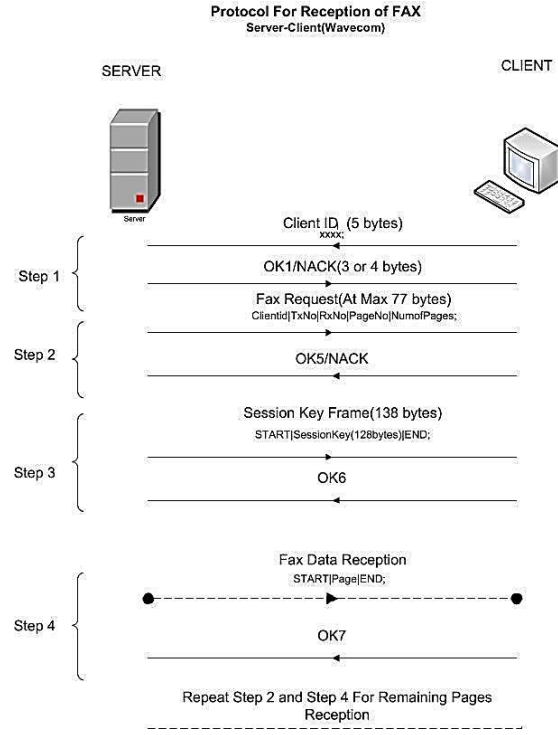 Protocol For Reception of FAX
Server-Client(Wavecom)
SERVER
CLIENT
Server
Client ID (5 bytes)
xxxx;
Step 1
OK1/NACK(3 or 4 bytes)
Fax Request(At Max 77 bytes)
Clientid|TxNo|RxNo|PageNo|NumofPages;
Step 2
OK5/NACK
Session Key Frame(138 bytes)
START|SessionKey(128bytes)|END;
Step 3
OK6
Fax Data Reception
START|Page|END;
Step 4
OK7
Repeat Step 2 and Step 4 For Remaining Pages
Reception